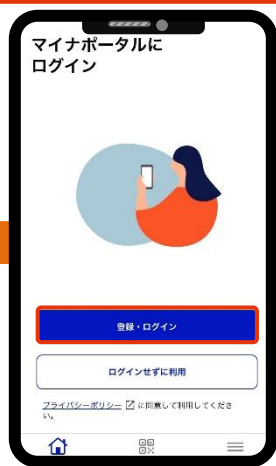 マイナポータルに
ログイン
登録・ログイン
ログインせずに利用
プライバシーポリシー に同意して利用してくださ
い。